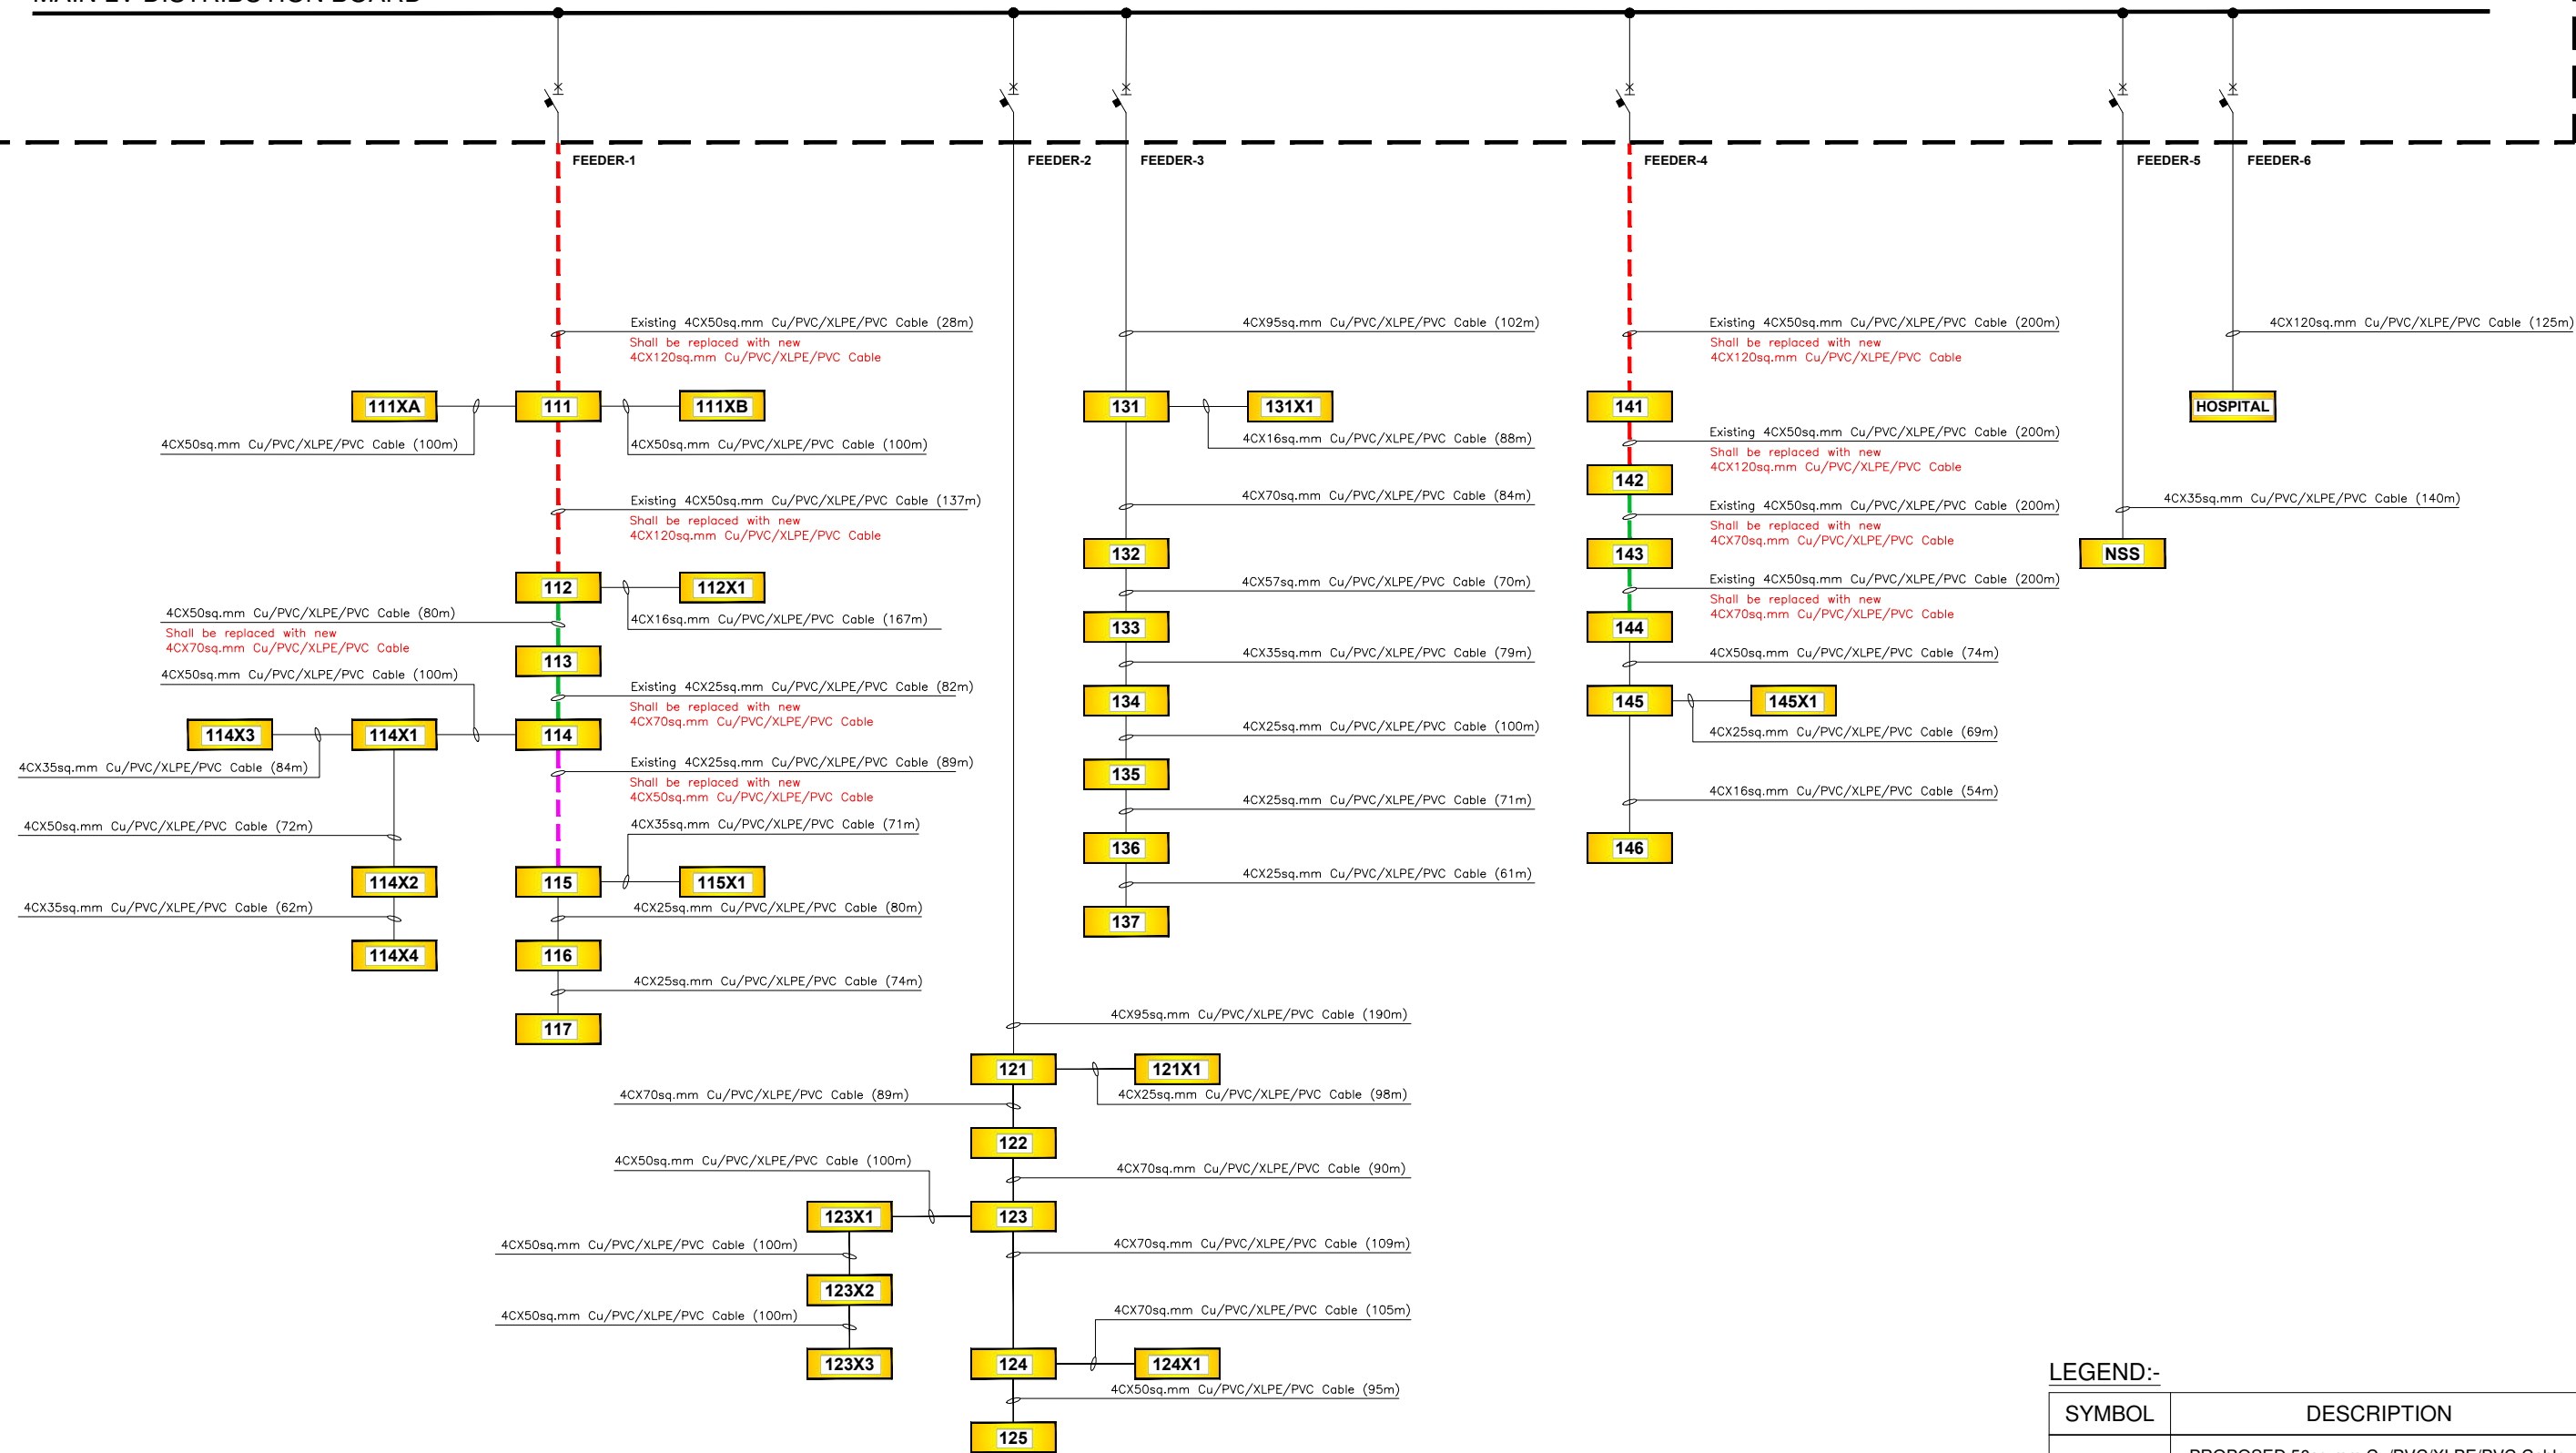 MAIN LV DISTRIBUTION BOARD
FEEDER-1
FEEDER-2
FEEDER-3
FEEDER-4
FEEDER-5
FEEDER-6
Existing 4CX50sq.mm Cu/PVC/XLPE/PVC Cable (28m)
Shall be replaced with new
4CX120sq.mm Cu/PVC/XLPE/PVC Cable
111XA
111
111XB
4CX50sq.mm Cu/PVC/XLPE/PVC Cable (100m)
4CX50sq.mm Cu/PVC/XLPE/PVC Cable (100m)
Existing 4CX50sq.mm Cu/PVC/XLPE/PVC Cable (137m)
Shall be replaced with new
4CX120sq.mm Cu/PVC/XLPE/PVC Cable
112
112X1
4CX16sq.mm Cu/PVC/XLPE/PVC Cable (167m)
4CX50sq.mm Cu/PVC/XLPE/PVC Cable (80m)
Shall be replaced with new
4CX70sq.mm Cu/PVC/XLPE/PVC Cable
113
4CX50sq.mm Cu/PVC/XLPE/PVC Cable (100m)
Existing 4CX25sq.mm Cu/PVC/XLPE/PVC Cable (82m)
Shall be replaced with new
4CX70sq.mm Cu/PVC/XLPE/PVC Cable
114X3
114X1
114
4CX35sq.mm Cu/PVC/XLPE/PVC Cable (84m)
Existing 4CX25sq.mm Cu/PVC/XLPE/PVC Cable (89m)
Shall be replaced with new
4CX50sq.mm Cu/PVC/XLPE/PVC Cable
4CX50sq.mm Cu/PVC/XLPE/PVC Cable (72m)
4CX35sq.mm Cu/PVC/XLPE/PVC Cable (71m)
114X2
115
115X1
4CX35sq.mm Cu/PVC/XLPE/PVC Cable (62m)
4CX25sq.mm Cu/PVC/XLPE/PVC Cable (80m)
114X4
116
4CX25sq.mm Cu/PVC/XLPE/PVC Cable (74m)
117
4CX95sq.mm Cu/PVC/XLPE/PVC Cable (190m)
121
121X1
4CX70sq.mm Cu/PVC/XLPE/PVC Cable (89m)
4CX25sq.mm Cu/PVC/XLPE/PVC Cable (98m)
122
4CX50sq.mm Cu/PVC/XLPE/PVC Cable (100m)
4CX70sq.mm Cu/PVC/XLPE/PVC Cable (90m)
123X1
123
4CX50sq.mm Cu/PVC/XLPE/PVC Cable (100m)
4CX70sq.mm Cu/PVC/XLPE/PVC Cable (109m)
123X2
4CX50sq.mm Cu/PVC/XLPE/PVC Cable (100m)
4CX70sq.mm Cu/PVC/XLPE/PVC Cable (105m)
123X3
124
124X1
4CX50sq.mm Cu/PVC/XLPE/PVC Cable (95m)
125
4CX95sq.mm Cu/PVC/XLPE/PVC Cable (102m)
131
131X1
4CX16sq.mm Cu/PVC/XLPE/PVC Cable (88m)
4CX70sq.mm Cu/PVC/XLPE/PVC Cable (84m)
132
4CX57sq.mm Cu/PVC/XLPE/PVC Cable (70m)
133
4CX35sq.mm Cu/PVC/XLPE/PVC Cable (79m)
134
4CX25sq.mm Cu/PVC/XLPE/PVC Cable (100m)
135
4CX25sq.mm Cu/PVC/XLPE/PVC Cable (71m)
136
4CX25sq.mm Cu/PVC/XLPE/PVC Cable (61m)
137
Existing 4CX50sq.mm Cu/PVC/XLPE/PVC Cable (200m)
Shall be replaced with new
4CX120sq.mm Cu/PVC/XLPE/PVC Cable
141
Existing 4CX50sq.mm Cu/PVC/XLPE/PVC Cable (200m)
Shall be replaced with new
4CX120sq.mm Cu/PVC/XLPE/PVC Cable
142
Existing 4CX50sq.mm Cu/PVC/XLPE/PVC Cable (200m)
Shall be replaced with new
4CX70sq.mm Cu/PVC/XLPE/PVC Cable
143
Existing 4CX50sq.mm Cu/PVC/XLPE/PVC Cable (200m)
Shall be replaced with new
4CX70sq.mm Cu/PVC/XLPE/PVC Cable
144
4CX50sq.mm Cu/PVC/XLPE/PVC Cable (74m)
145
145X1
4CX25sq.mm Cu/PVC/XLPE/PVC Cable (69m)
4CX16sq.mm Cu/PVC/XLPE/PVC Cable (54m)
146
4CX35sq.mm Cu/PVC/XLPE/PVC Cable (140m)
NSS
4CX120sq.mm Cu/PVC/XLPE/PVC Cable (125m)
HOSPITAL
LEGEND:-
SYMBOL
DESCRIPTION
PROPOSED 50sq.mm Cu/PVC/XLPE/PVC Cable